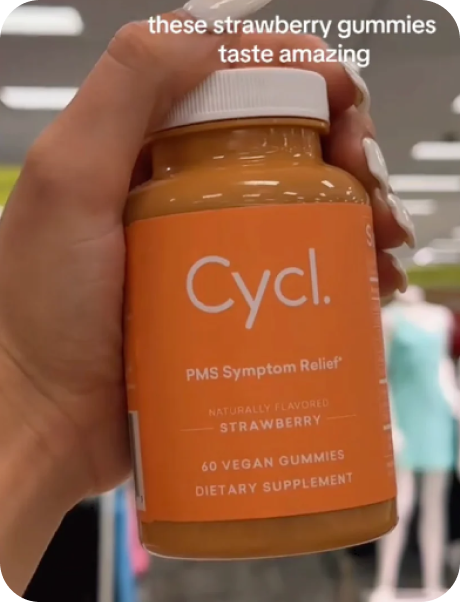 these strawberry gummies
taste amazing
Cycl.
PMS Symptom Relief*
NATURALLY FLAVORED
STRAWBERRY
60 VEGAN GUMMIES
DIETARY SUPPLEMENT